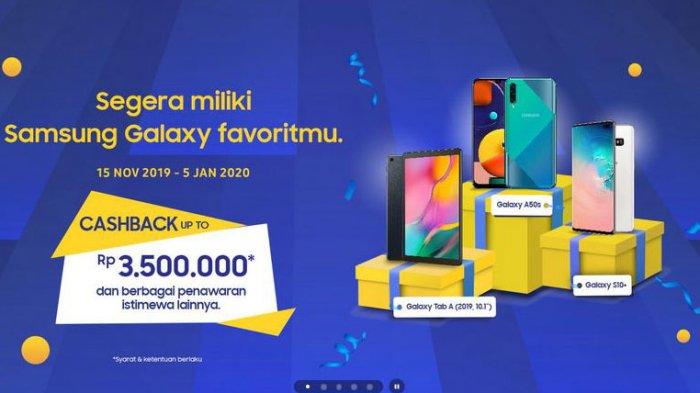 Segera miliki
Samsung Galaxy favoritmu.
15 NOV 2019 - 5 JAN 2020
CASHBACK UP TO
Rp 3.500.000*
dan berbagai penawaran
istimewa lainnya.
*Syarat & ketentuan berlaku
SAMSUNG
Galaxy A50s
Galaxy S10+
Galaxy Tab A (2019, 10.1")